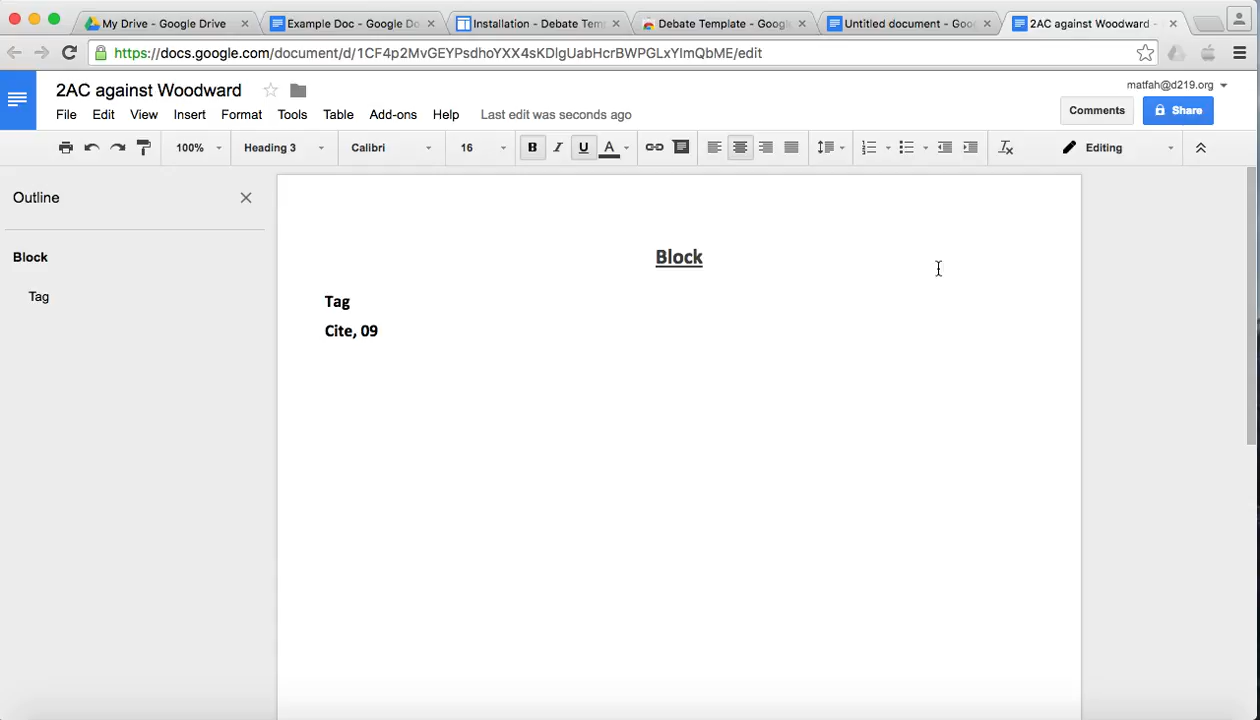 My Drive - Google Drive
Example Doc - Google Do
Installation - Debate Tem
Debate Template - Goog
Untitled document - Goo
2AC against Woodward -
https://docs.google.com/document/d/1CF4p2MvGEYPsdhoYXX4sKDlgUabHcrBWPGLxYlmQbME/edit
2AC against Woodward
matfah@d219.org
File Edit View Insert Format Tools Table Add-ons Help Last edit was seconds ago
Comments Share
100% Heading 3 Calibri 16 B I U A Editing
Outline
Block
Tag
Block
Tag
Cite, 09